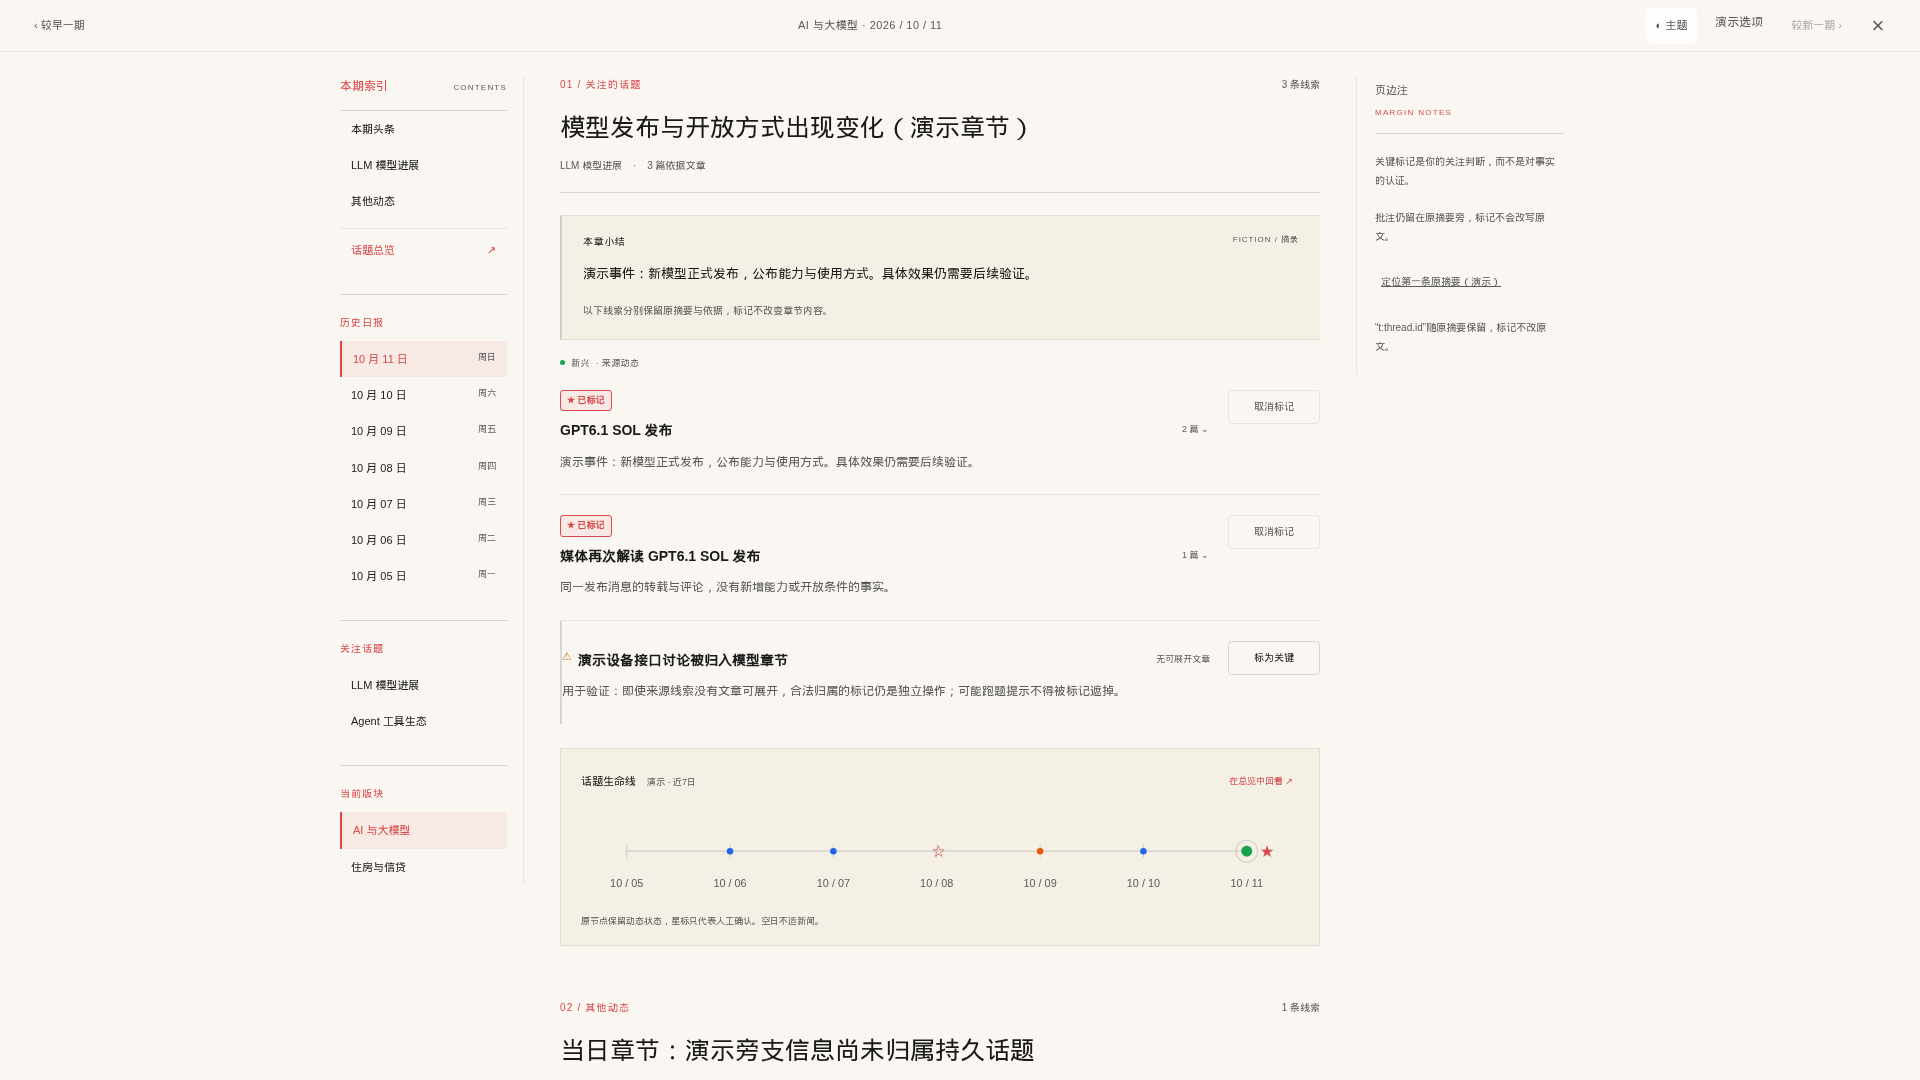 ‹ 较早一期
AI 与大模型 · 2026 / 10 / 11
主题
演示选项
较新一期 ›
✕
本期索引
CONTENTS
本期头条
LLM 模型进展
其他动态
话题总览 ↗
历史日报
10 月 11 日 周日
10 月 10 日 周六
10 月 09 日 周五
10 月 08 日 周四
10 月 07 日 周三
10 月 06 日 周二
10 月 05 日 周一
关注话题
LLM 模型进展
Agent 工具生态
当前版块
AI 与大模型
住房与信贷
01 / 关注的话题
3 条线索
模型发布与开放方式出现变化（演示章节）
LLM 模型进展 · 3 篇依据文章
本章小结
FICTION / 摘录
演示事件：新模型正式发布，公布能力与使用方式。具体效果仍需要后续验证。
以下线索分别保留原摘要与依据，标记不改变章节内容。
新兴 · 来源动态
★ 已标记
取消标记
GPT6.1 SOL 发布
2 篇 ⌄
演示事件：新模型正式发布，公布能力与使用方式。具体效果仍需要后续验证。
★ 已标记
取消标记
媒体再次解读 GPT6.1 SOL 发布
1 篇 ⌄
同一发布消息的转载与评论，没有新增能力或开放条件的事实。
⚠ 演示设备接口讨论被归入模型章节
无可展开文章
标为关键
用于验证：即使来源线索没有文章可展开，合法归属的标记仍是独立操作；可能跑题提示不得被标记遮掉。
话题生命线 演示 · 近7日
在总览中回看 ↗
☆
★
10 / 05
10 / 06
10 / 07
10 / 08
10 / 09
10 / 10
10 / 11
原节点保留动态状态，星标只代表人工确认。空日不造新闻。
02 / 其他动态
1 条线索
当日章节：演示旁支信息尚未归属持久话题
页边注
MARGIN NOTES
关键标记是你的关注判断，而不是对事实
的认证。
批注仍留在原摘要旁，标记不会改写原
文。
定位第一条原摘要（演示）
“t:thread.id”随原摘要保留，标记不改原
文。